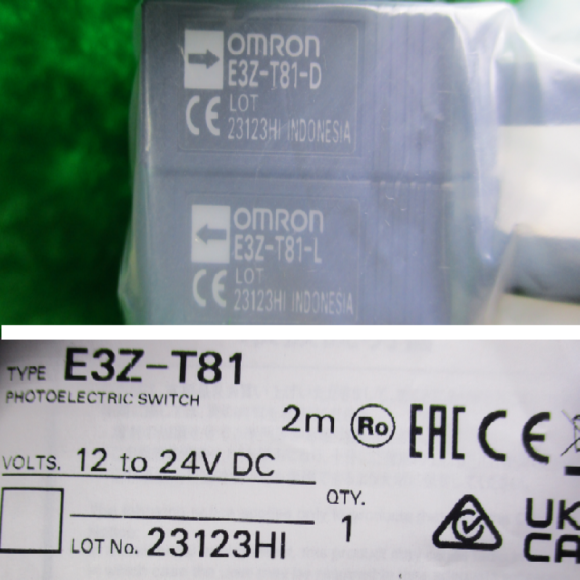 OMRON
E3Z-T81-D
CE LOT
23123HI INDONESIA
OMRON
E3Z-T81-L
CE LOT
23123HI INDONESIA
TYPE E3Z-T81
PHOTOELECTRIC SWITCH
2m Ro EAC CE
VOLTS. 12 to 24V DC
QTY.
1
LOT No. 23123HI
UK
CA